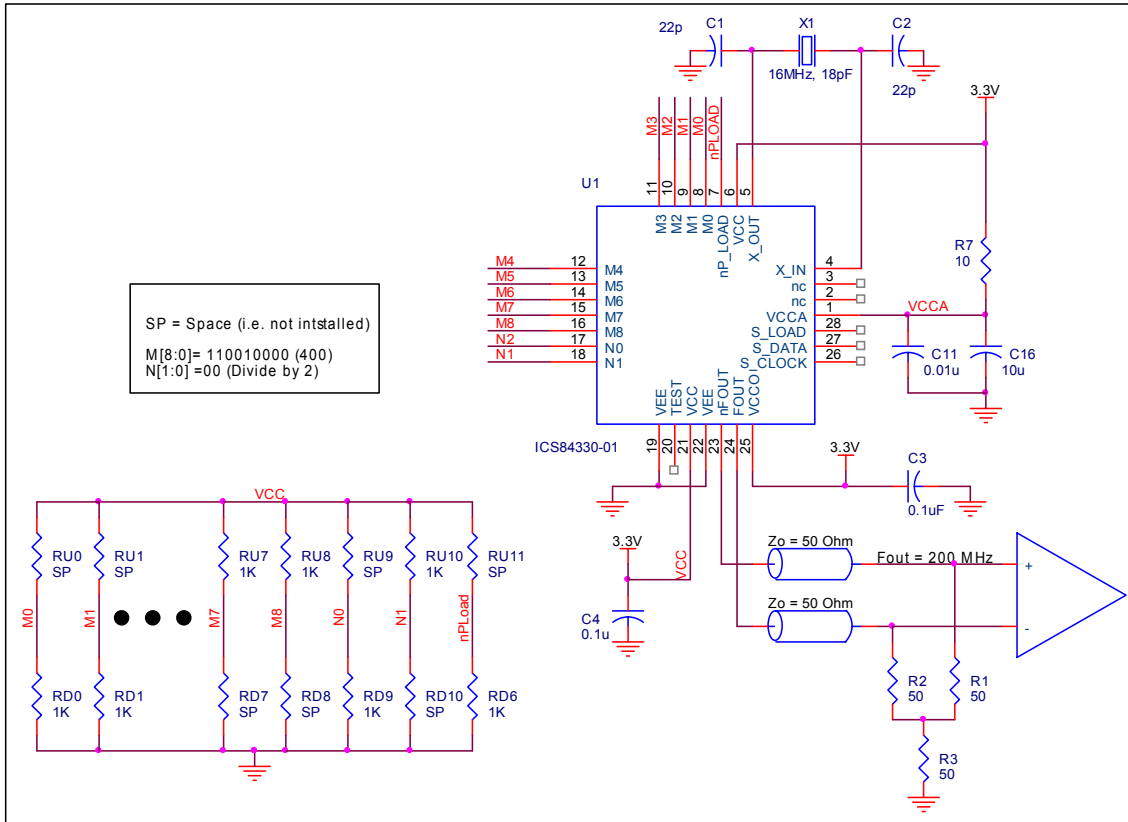 22p
C1
X1
C2
16MHz, 18pF
22p
3.3V
M3
M2
M1
M0
nPLOAD
U1
11
10
9
8
7
6
5
M3
M2
M1
M0
nP_LOAD
VCC
X_OUT
R7
10
M4
M5
M6
M7
M8
N2
N1
12
13
14
15
16
17
18
M4
M5
M6
M7
M8
N0
N1
X_IN
nc
nc
VCCA
S_LOAD
S_DATA
S_CLOCK
4
3
2
1
28
27
26
VCCA
C11
0.01u
C16
10u
SP = Space (i.e. not intstalled)
M[8:0]= 110010000 (400)
N[1:0] =00 (Divide by 2)
VEE
TEST
VCC
VEE
nFOUT
FOUT
VCCO
19
20
21
22
23
24
25
ICS84330-01
3.3V
C3
0.1uF
VCC
RU0
SP
RU1
SP
RU7
1K
RU8
1K
RU9
SP
RU10
1K
RU11
SP
M0
M1
M7
M8
N0
N1
nPLoad
RD0
1K
RD1
1K
RD7
SP
RD8
SP
RD9
1K
RD10
SP
RD6
1K
3.3V
VCC
C4
0.1u
Zo = 50 Ohm
Fout = 200 MHz
Zo = 50 Ohm
+
-
R2
50
R1
50
R3
50